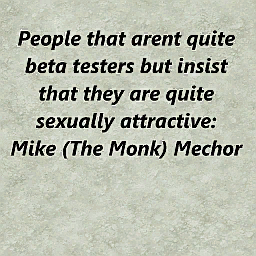 People that arent quite
beta testers but insist
that they are quite
sexually attractive:
Mike (The Monk) Mechor